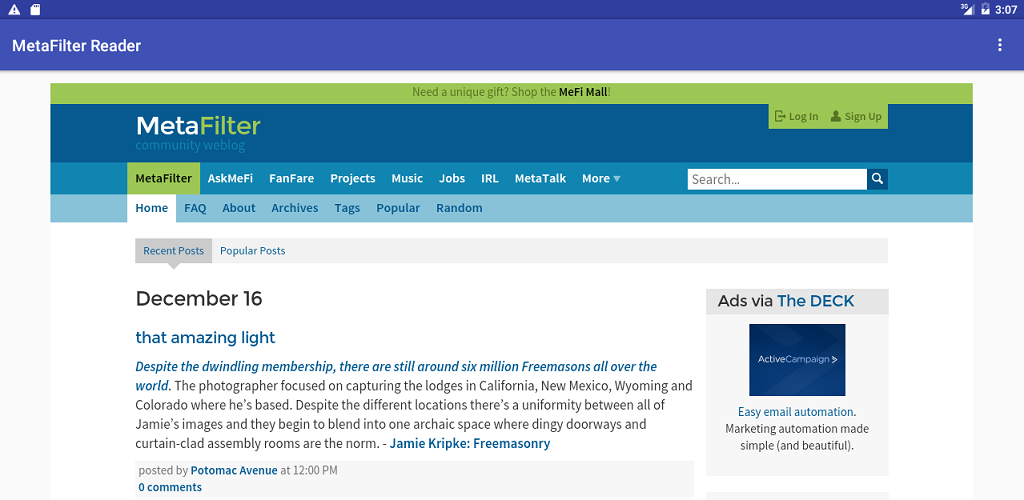 3G 3:07
MetaFilter Reader
Need a unique gift? Shop the MeFi Mall!
Log In Sign Up
MetaFilter
community weblog
MetaFilter AskMeFi FanFare Projects Music Jobs IRL MetaTalk More Search...
Home FAQ About Archives Tags Popular Random
Recent Posts Popular Posts
December 16
that amazing light
Despite the dwindling membership, there are still around six million Freemasons all over the
world. The photographer focused on capturing the lodges in California, New Mexico, Wyoming and
Colorado where he's based. Despite the different locations there's a uniformity between all of
Jamie's images and they begin to blend into one archaic space where dingy doorways and
curtain-clad assembly rooms are the norm. - Jamie Kripke: Freemasonry
posted by Potomac Avenue at 12:00 PM
0 comments
Ads via The DECK
ActiveCampaign >
Easy email automation.
Marketing automation made
simple (and beautiful).